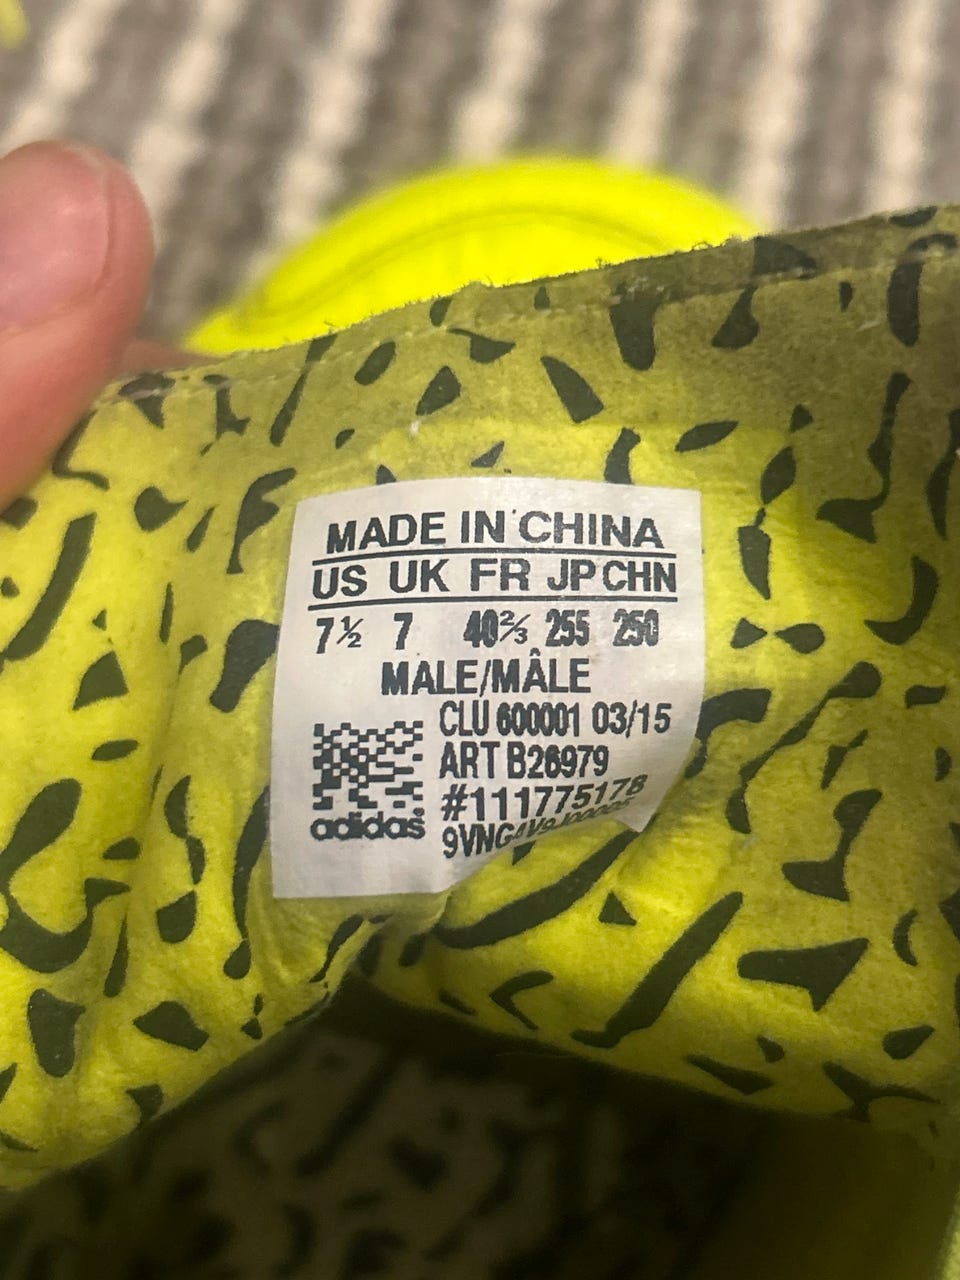 MADE IN CHINA
US UK FR JP CHN
7½ 7 40⅔ 255 250
MALE/MÂLE
CLU 600001 03/15
ART B26979
#111775178
adidas®